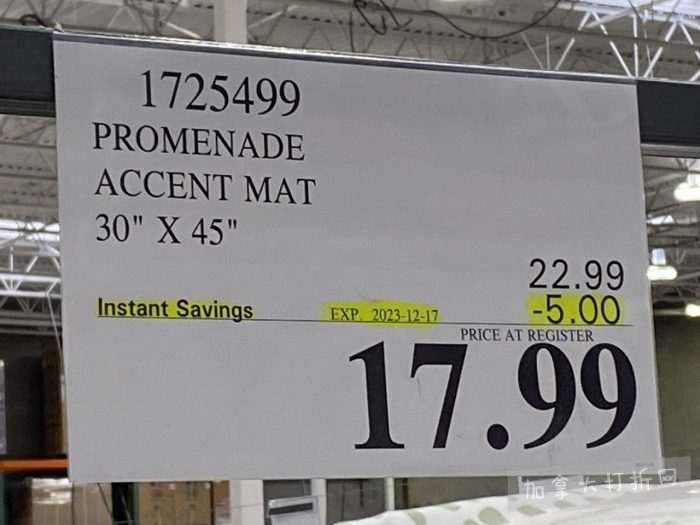 1725499
PROMENADE
ACCENT MAT
30" X 45"
22.99
Instant Savings EXP. 2023-12-17 -5.00
PRICE AT REGISTER
17.99
加拿大打折网